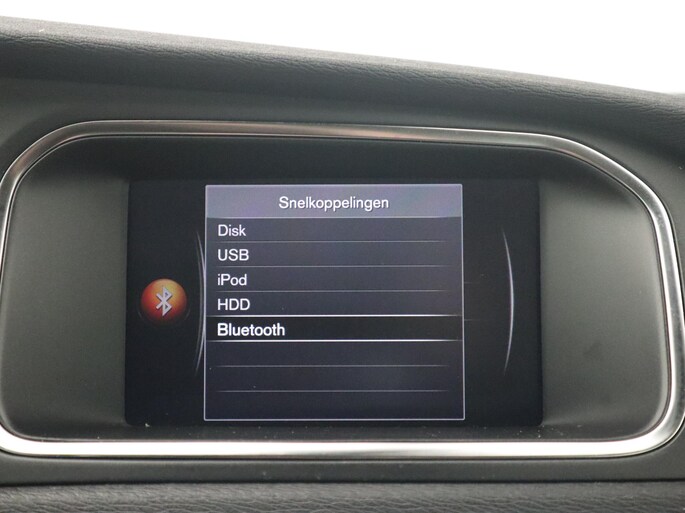 Snelkoppelingen
Disk
USB
iPod
HDD
Bluetooth